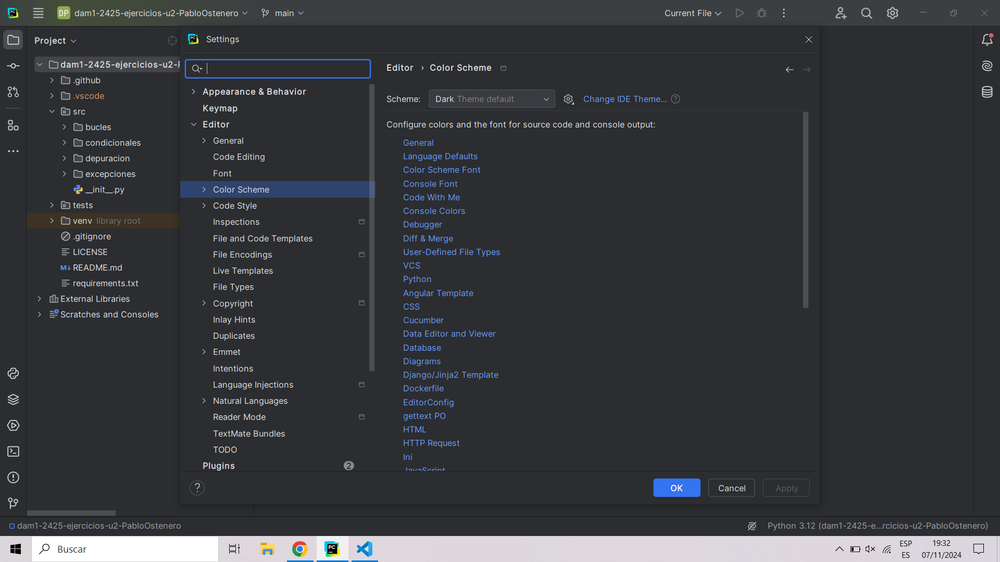 DP dam1-2425-ejercicios-u2-PabloOstenero main
Current File
Project
dam1-2425-ejercicios-u2-P
.github
.vscode
src
bucles
condicionales
depuracion
excepciones
__init__.py
tests
venv library root
.gitignore
LICENSE
README.md
requirements.txt
External Libraries
Scratches and Consoles
Settings
Appearance & Behavior
Keymap
Editor
General
Code Editing
Font
Color Scheme
Code Style
Inspections
File and Code Templates
File Encodings
Live Templates
File Types
Copyright
Inlay Hints
Duplicates
Emmet
Intentions
Language Injections
Natural Languages
Reader Mode
TextMate Bundles
TODO
Plugins 2
Editor › Color Scheme
Scheme: Dark Theme default Change IDE Theme... ?
Configure colors and the font for source code and console output:
General
Language Defaults
Color Scheme Font
Console Font
Code With Me
Console Colors
Debugger
Diff & Merge
User-Defined File Types
VCS
Python
Angular Template
CSS
Cucumber
Data Editor and Viewer
Database
Diagrams
Django/Jinja2 Template
Dockerfile
EditorConfig
gettext PO
HTML
HTTP Request
Ini
JavaScript
? OK Cancel Apply
dam1-2425-ejercicios-u2-PabloOstenero
Python 3.12 (dam1-2425-e...rcicios-u2-PabloOstenero)
Buscar
ESP
ES
19:32
07/11/2024